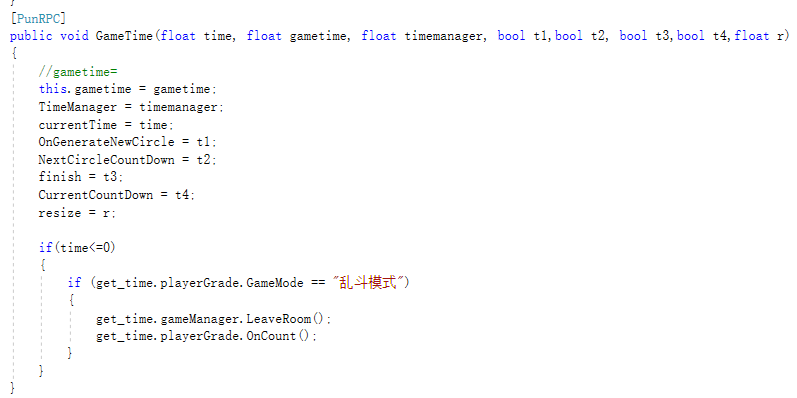 }
[PunRPC]
public void GameTime(float time, float gametime, float timemanager, bool t1,bool t2, bool t3,bool t4,float r)
{
//gametime=
this.gametime = gametime;
TimeManager = timemanager;
currentTime = time;
OnGenerateNewCircle = t1;
NextCircleCountDown = t2;
finish = t3;
CurrentCountDown = t4;
resize = r;
if(time<=0)
{
if (get_time.playerGrade.GameMode == "乱斗模式")
{
get_time.gameManager.LeaveRoom();
get_time.playerGrade.OnCount();
}
}
}